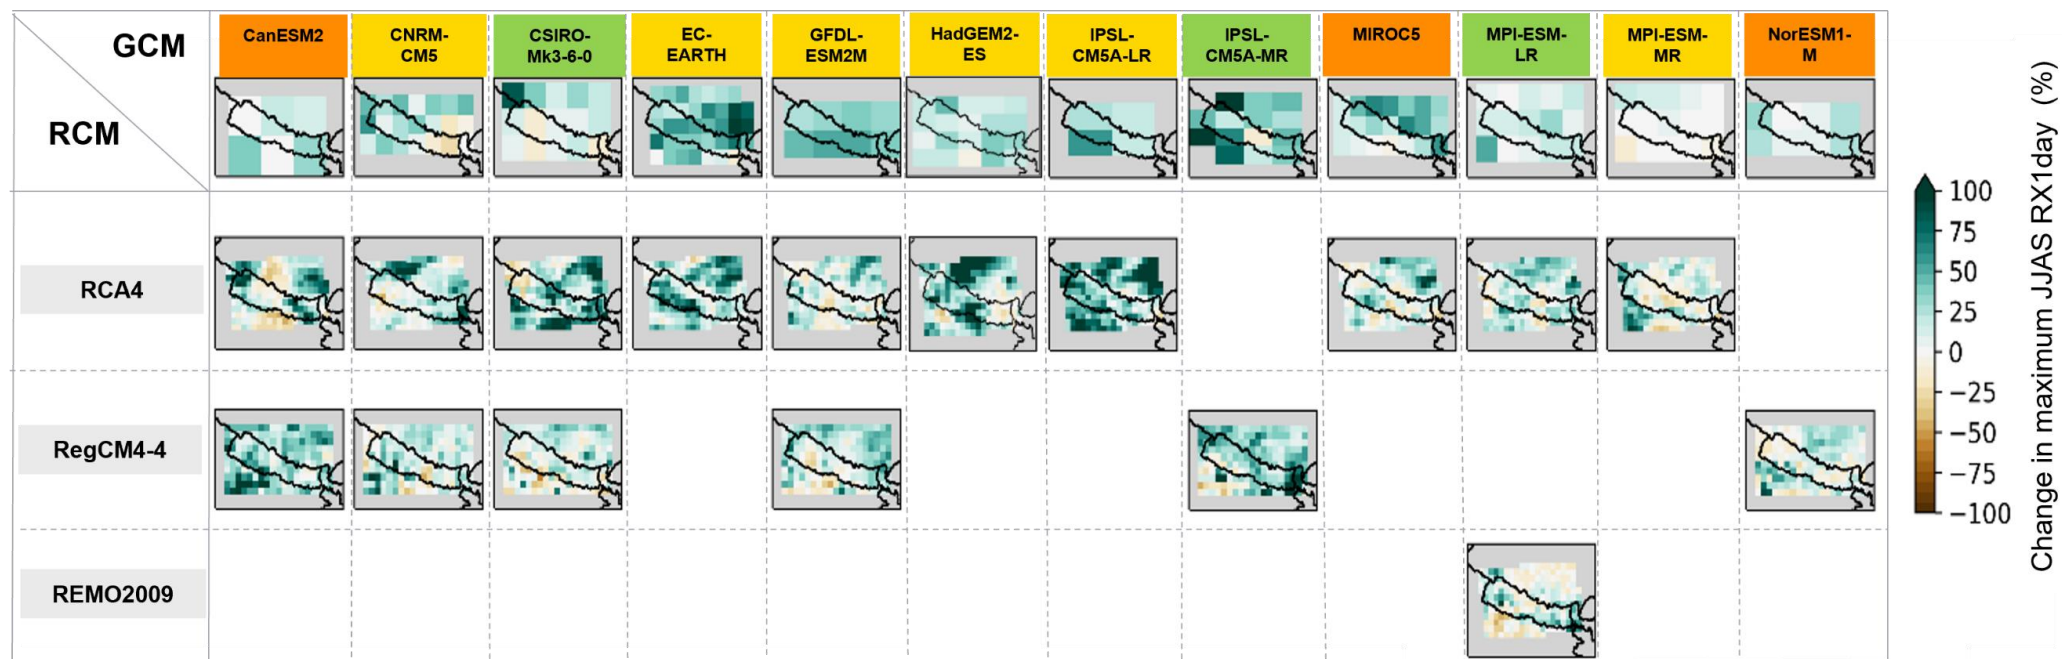 GCM
RCM
CanESM2
CNRM-
CM5
CSIRO-
Mk3-6-0
EC-
EARTH
GFDL-
ESM2M
HadGEM2-
ES
IPSL-
CM5A-LR
IPSL-
CM5A-MR
MIROC5
MPI-ESM-
LR
MPI-ESM-
MR
NorESM1-
M
RCA4
RegCM4-4
REMO2009
100
75
50
25
0
−25
−50
−75
−100
Change in maximum JJAS RX1day (%)